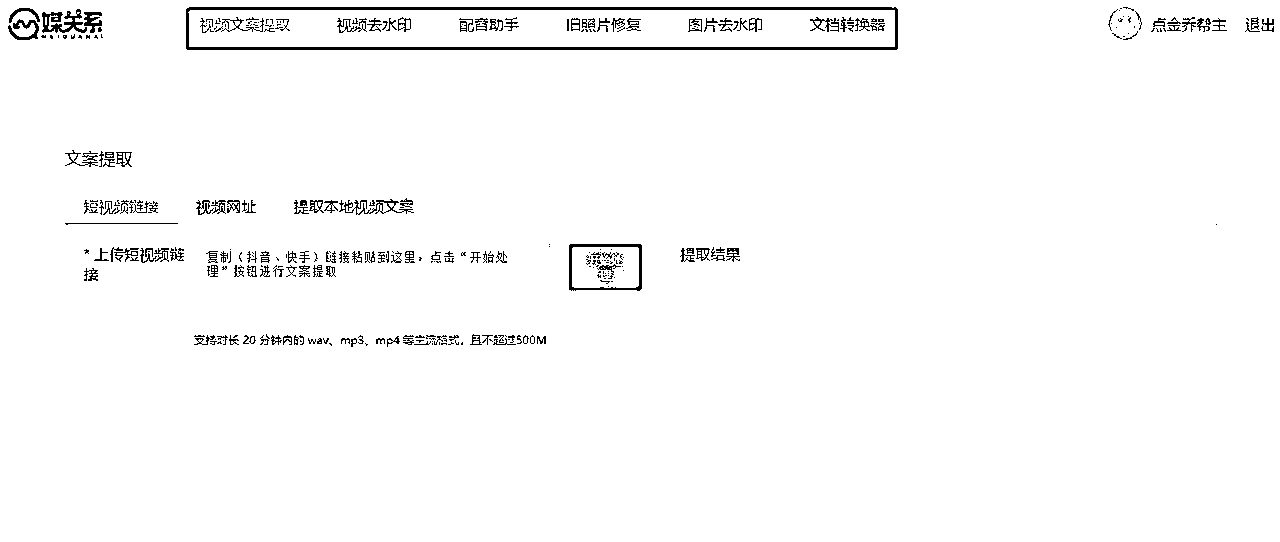 媒关系
MEIGUANXI
视频文案提取 视频去水印 配音助手 旧照片修复 图片去水印 文档转换器
点金乔帮主 退出
文案提取
短视频链接 视频网址 提取本地视频文案
* 上传短视频链
接
复制（抖音、快手）链接粘贴到这里，点击“开始处
理”按钮进行文案提取
提取结果
支持时长 20 分钟内的 wav、mp3、mp4 等主流格式，且不超过500M